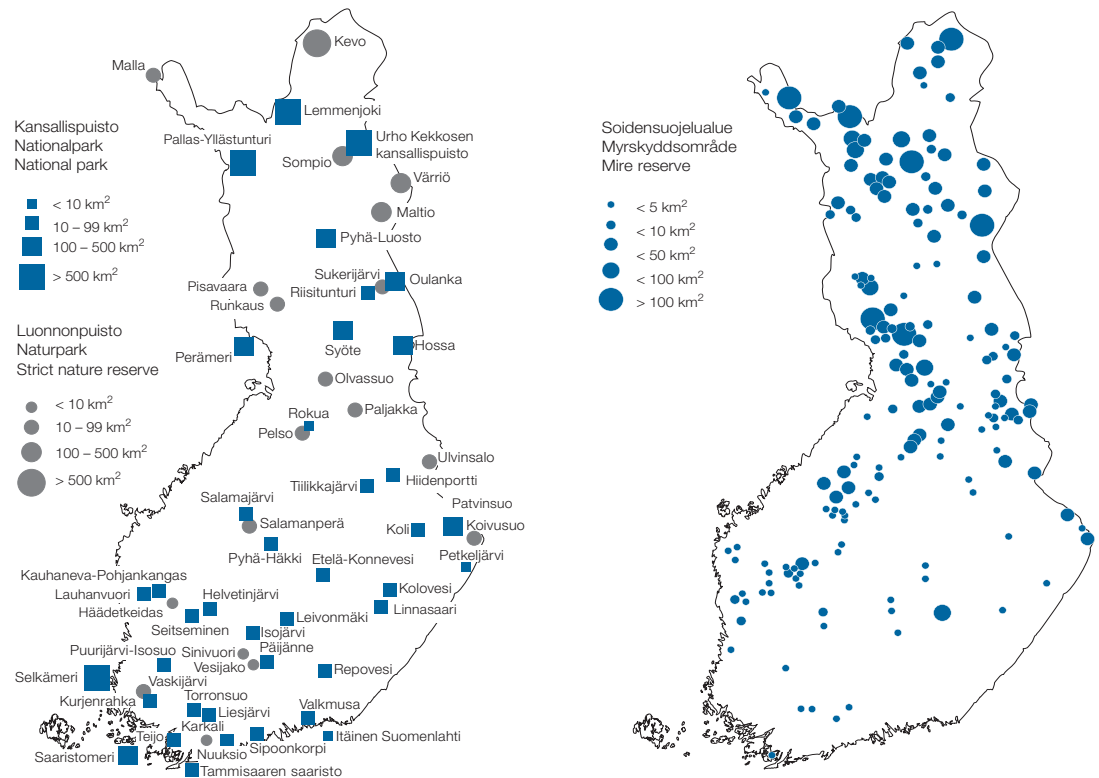 Kevo
Malla
Lemmenjoki
Kansallispuisto
Nationalpark
National park
Pallas-Yllästunturi
Urho Kekkosen
kansallispuisto
Sompio
Värriö
Maltio
< 10 km²
10 – 99 km²
100 – 500 km²
> 500 km²
Pyhä-Luosto
Sukerijärvi
Oulanka
Pisavaara
Riisitunturi
Runkaus
Luonnonpuisto
Naturpark
Strict nature reserve
Perämeri
Syöte
Hossa
Olvassuo
< 10 km²
10 – 99 km²
100 – 500 km²
> 500 km²
Rokua
Paljakka
Pelso
Ulvinsalo
Hiidenportti
Tiilikkajärvi
Salamajärvi
Patvinsuo
Salamanperä
Koli
Koivusuo
Pyhä-Häkki
Etelä-Konnevesi
Petkeljärvi
Kauhaneva-Pohjankangas
Lauhanvuori
Kolovesi
Häädetkeidas
Helvetinjärvi
Linnasaari
Seitseminen
Leivonmäki
Isojärvi
Puurijärvi-Isosuo
Sinivuori
Päijänne
Vesijako
Selkämeri
Repovesi
Vaskijärvi
Kurjenrahka
Torronsuo
Liesjärvi
Valkmusa
Karkali
Teijo
Itäinen Suomenlahti
Nuuksio
Sipoonkorpi
Saaristomeri
Tammisaaren saaristo
Soidensuojelualue
Myrskyddsområde
Mire reserve
< 5 km²
< 10 km²
< 50 km²
< 100 km²
> 100 km²